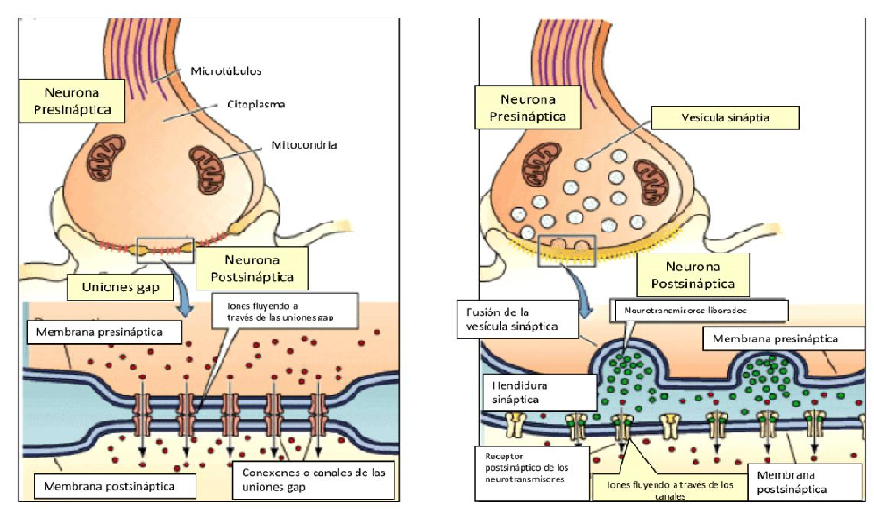 Microtúbulos
Neurona
Presináptica
Citoplasma
Mitocondria
Neurona
Postsináptica
Uniones gap
Iones fluyendo a
través de las uniones gap
Membrana presináptica
Conexones o canales de las
uniones gap
Membrana postsináptica
Neurona
Presináptica
Vesícula sináptia
Neurona
Postsináptica
Fusión de la
vesícula sináptica
Neurotransmisores liberados
Membrana presináptica
Hendidura
sináptica
Receptor
postsináptico de los
neurotransmisores
Iones fluyendo a través de los
canales
Membrana
postsináptica